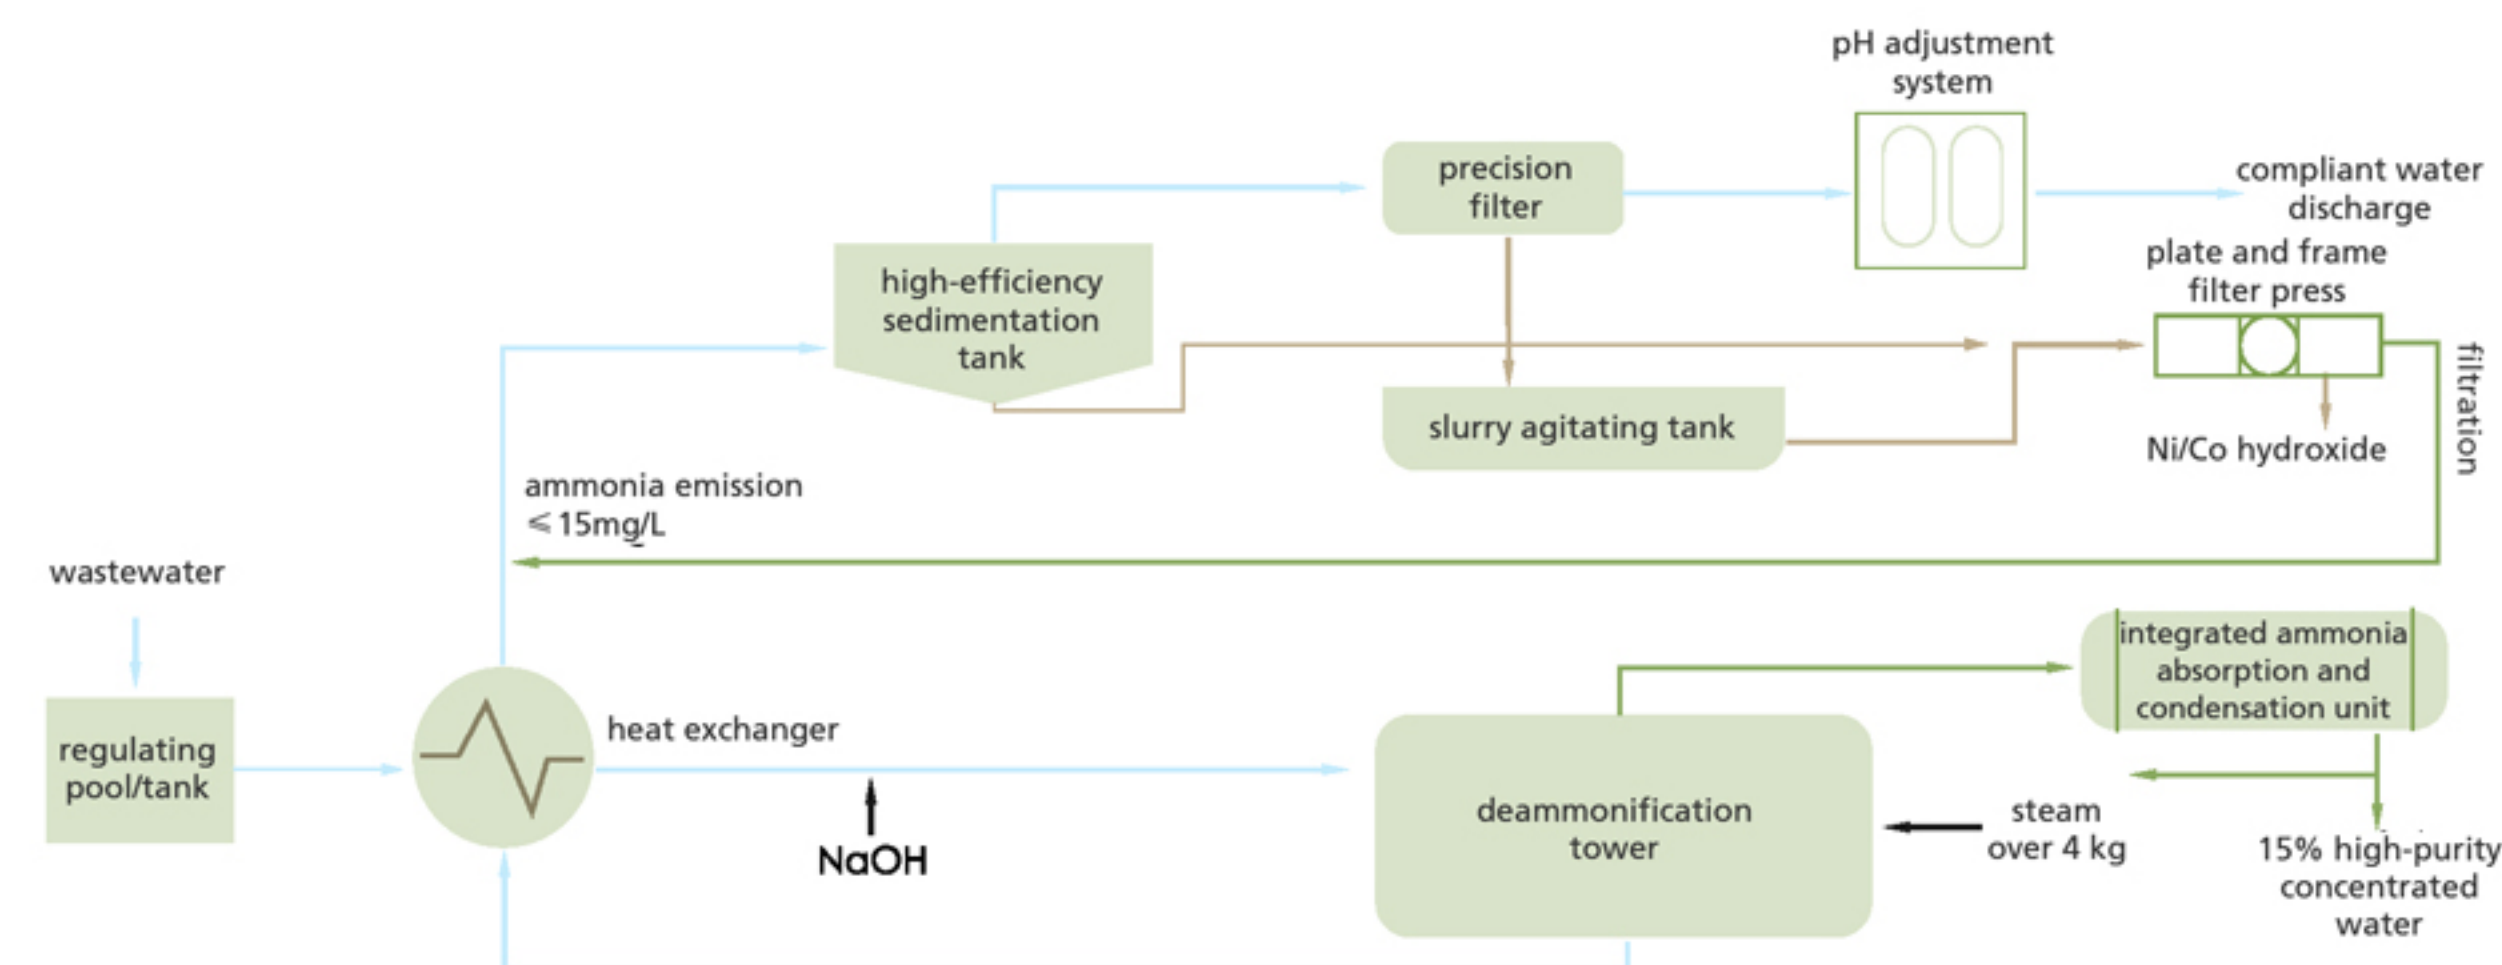 pH adjustment
system
precision
filter
compliant water
discharge
plate and frame
filter press
high-efficiency
sedimentation
tank
filtration
slurry agitating tank
Ni/Co hydroxide
ammonia emission
≤15mg/L
wastewater
integrated ammonia
absorption and
condensation unit
heat exchanger
regulating
pool/tank
NaOH
deammonification
tower
steam
over 4 kg
15% high-purity
concentrated
water